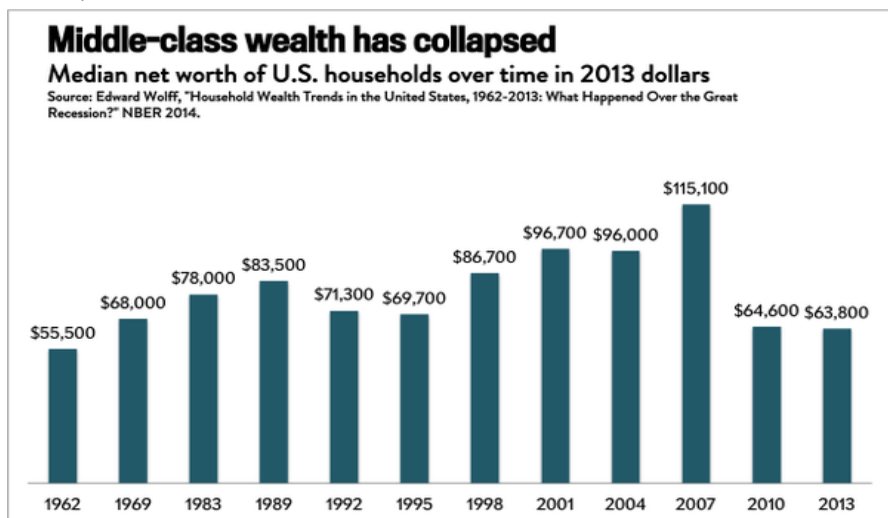 Middle-class wealth has collapsed
Median net worth of U.S. households over time in 2013 dollars
Source: Edward Wolff, "Household Wealth Trends in the United States, 1962-2013: What Happened Over the Great
Recession?" NBER 2014.
$55,500 $68,000 $78,000 $83,500 $71,300 $69,700 $86,700 $96,700 $96,000 $115,100 $64,600 $63,800
1962 1969 1983 1989 1992 1995 1998 2001 2004 2007 2010 2013